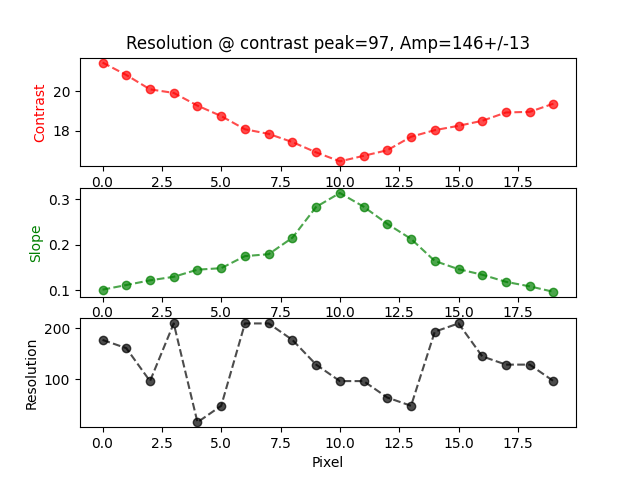 Resolution @ contrast peak=97, Amp=146+/-13
Contrast
20
18
0.0 2.5 5.0 7.5 10.0 12.5 15.0 17.5
Slope
0.3
0.2
0.1
0.0 2.5 5.0 7.5 10.0 12.5 15.0 17.5
Resolution
200
100
0.0 2.5 5.0 7.5 10.0 12.5 15.0 17.5
Pixel